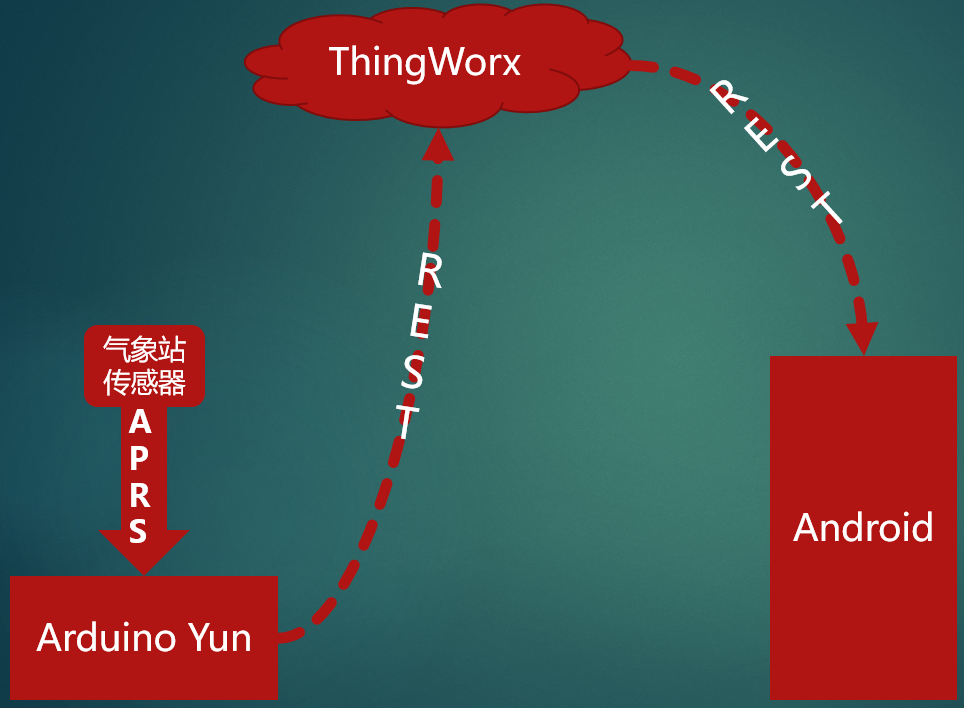 ThingWorx
REST
REST
气象站
传感器
APRS
Android
Arduino Yun